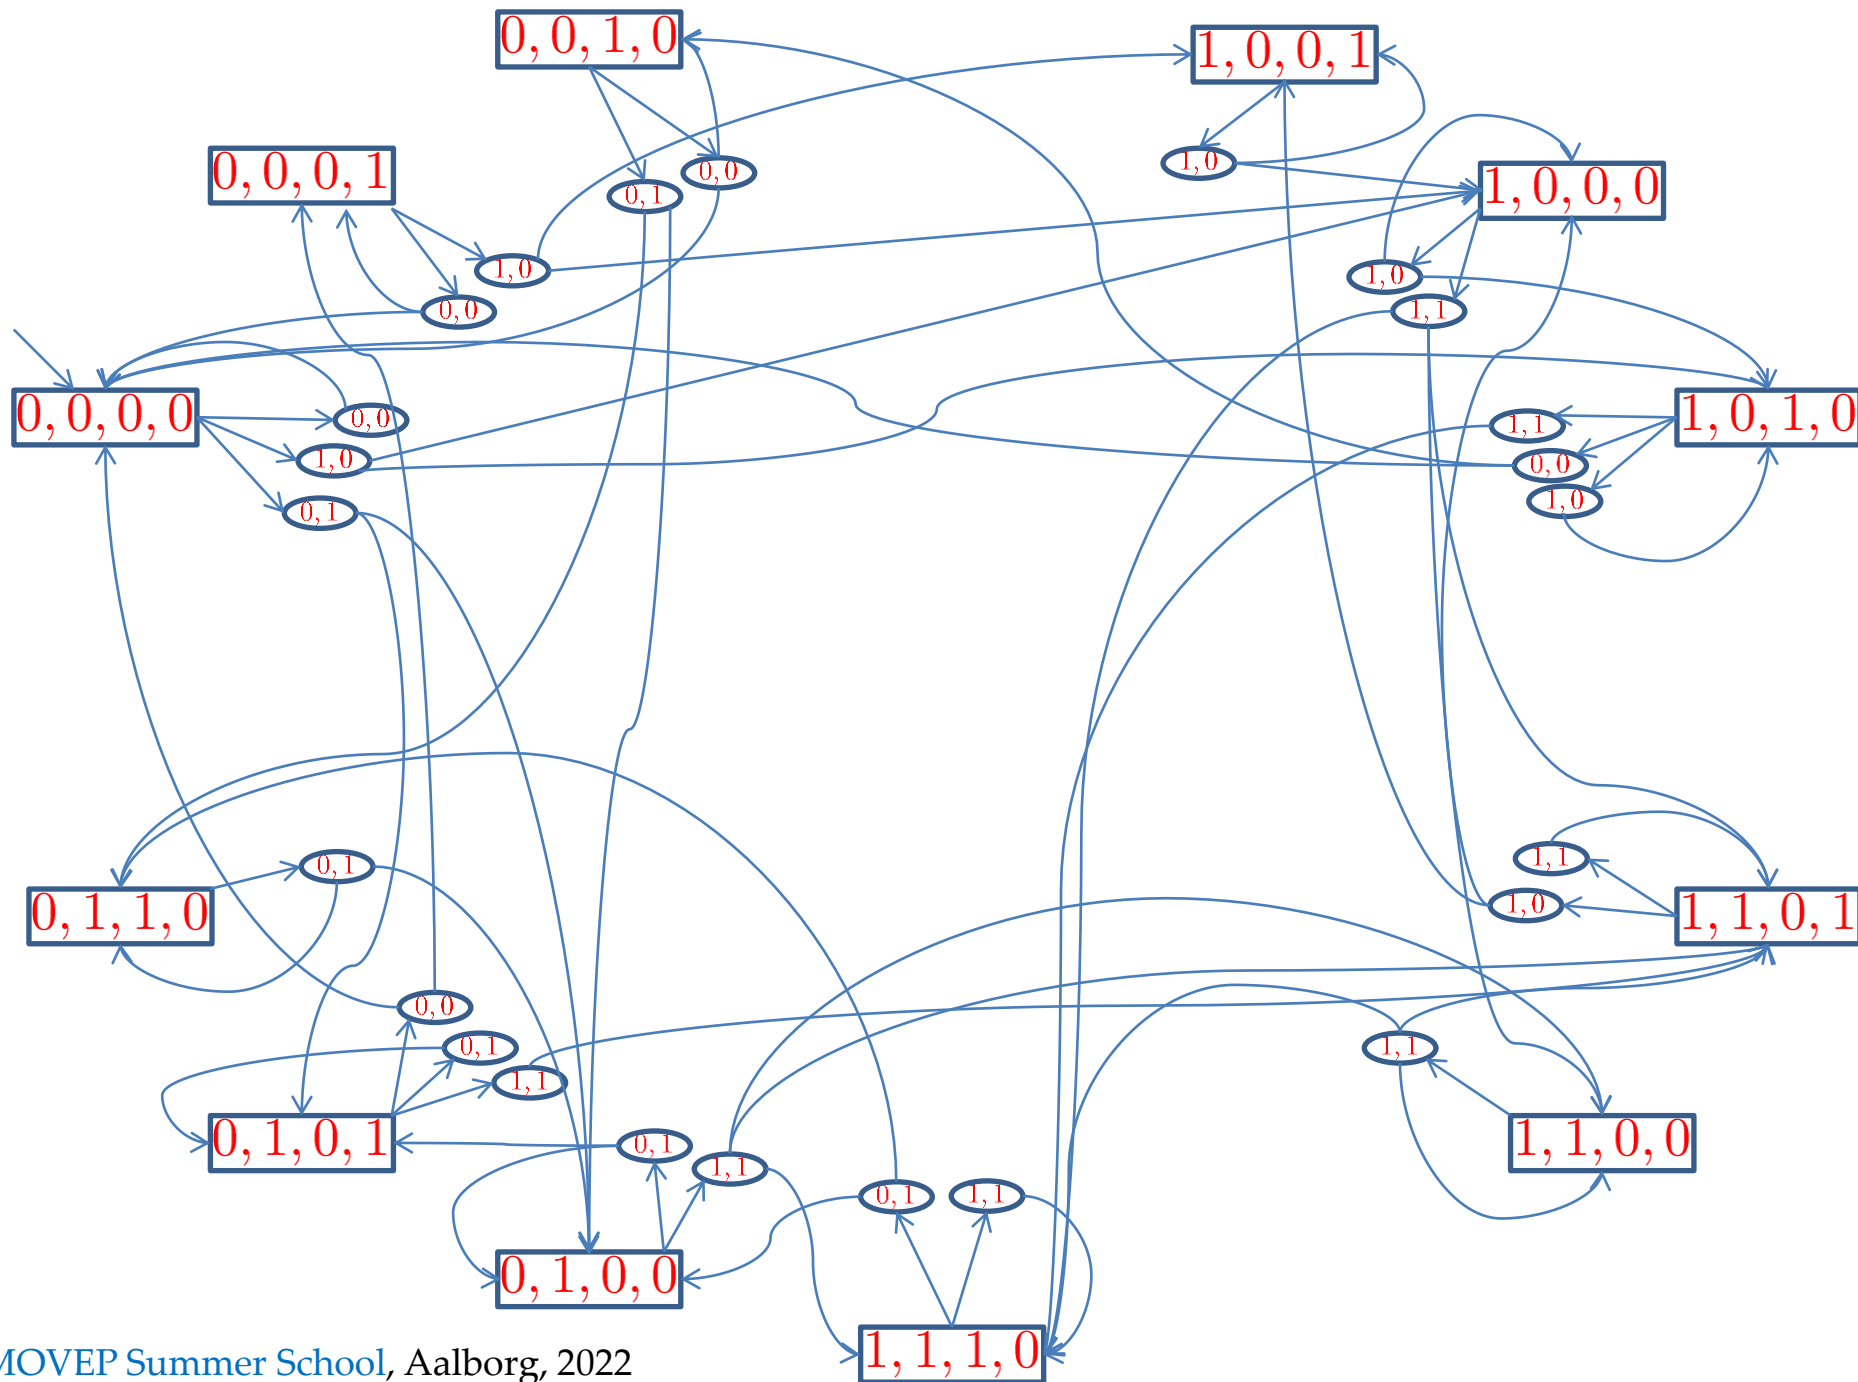 0, 0, 1, 0
1, 0, 0, 1
0, 0, 0, 1
1, 0
0, 0
0, 1
1, 0, 0, 0
1, 0
1, 0
0, 0
1, 1
0, 0, 0, 0
0, 0
1, 0
0, 1
1, 0, 1, 0
1, 1
0, 0
1, 0
0, 1, 1, 0
0, 1
1, 1
1, 0
1, 1, 0, 1
0, 0
0, 1
1, 1
0, 1, 0, 1
1, 1
1, 1, 0, 0
0, 1
1, 1
0, 1
1, 1
0, 1, 0, 0
1, 1, 1, 0
MOVEP Summer School, Aalborg, 2022